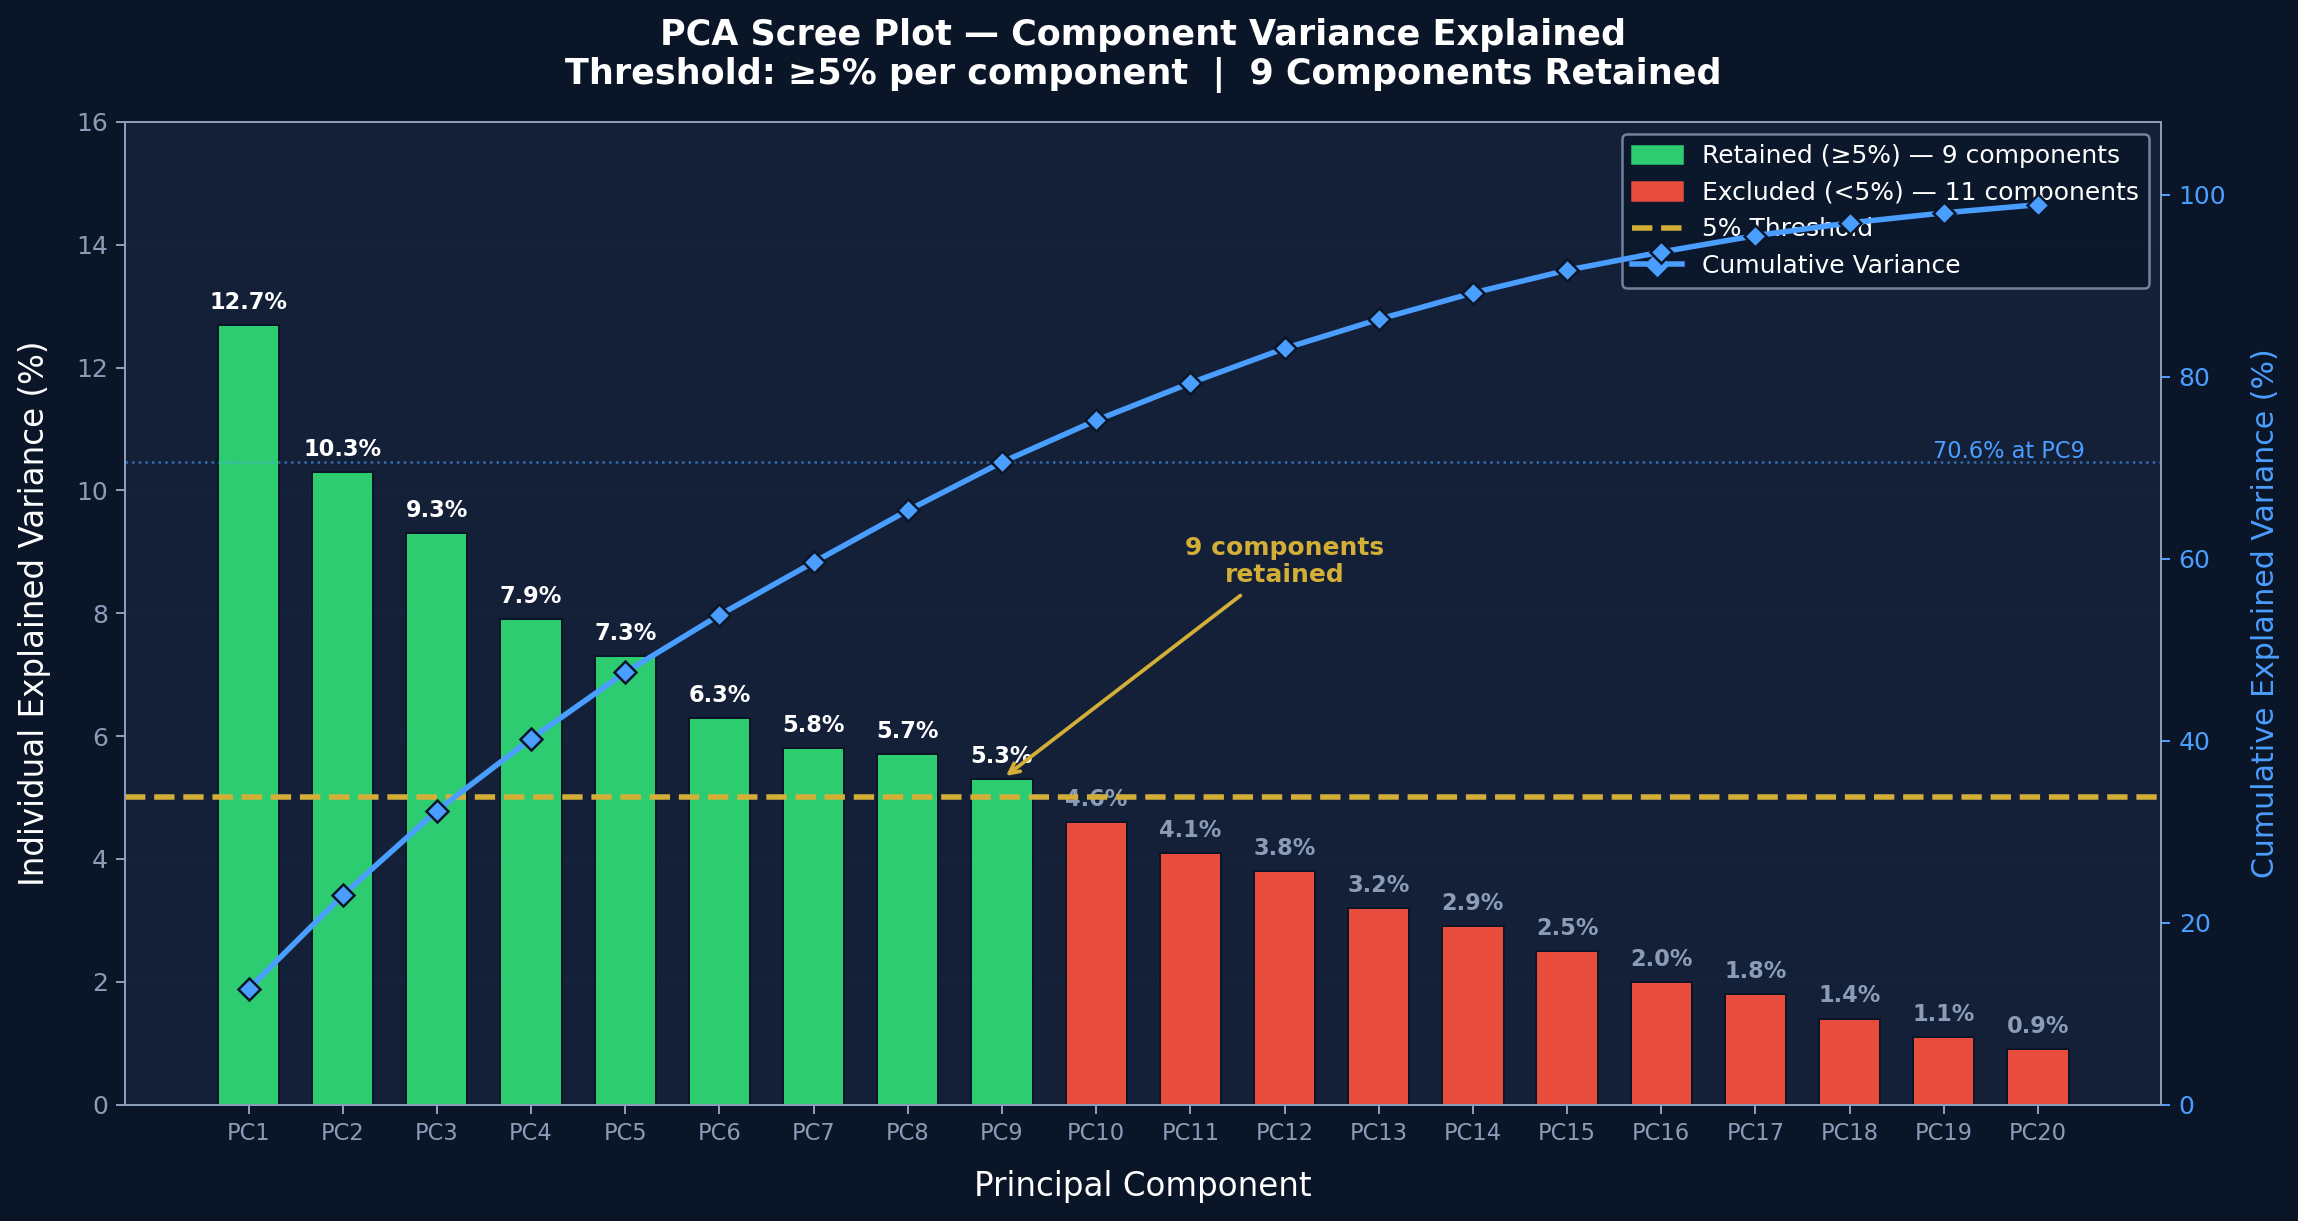 PCA Scree Plot — Component Variance Explained
Threshold: ≥5% per component | 9 Components Retained
Individual Explained Variance (%)
16
14
12
10
8
6
4
2
0
12.7%
10.3%
9.3%
7.9%
7.3%
6.3%
5.8%
5.7%
5.3%
4.6%
4.1%
3.8%
3.2%
2.9%
2.5%
2.0%
1.8%
1.4%
1.1%
0.9%
9 components
retained
70.6% at PC9
Retained (≥5%) — 9 components
Excluded (<5%) — 11 components
5% Threshold
Cumulative Variance
100
80
60
40
20
0
Cumulative Explained Variance (%)
PC1 PC2 PC3 PC4 PC5 PC6 PC7 PC8 PC9 PC10 PC11 PC12 PC13 PC14 PC15 PC16 PC17 PC18 PC19 PC20
Principal Component